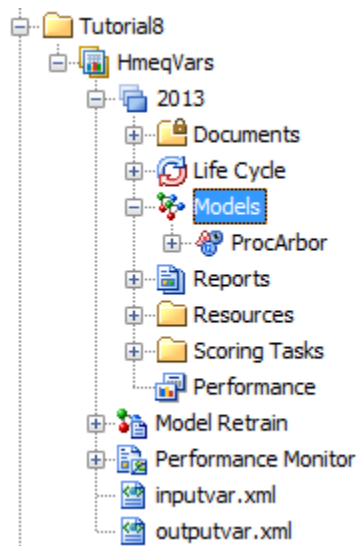 Tutorial8
HmeqVars
2013
Documents
Life Cycle
Models
ProcArbor
Reports
Resources
Scoring Tasks
Performance
Model Retrain
Performance Monitor
inputvar.xml
outputvar.xml